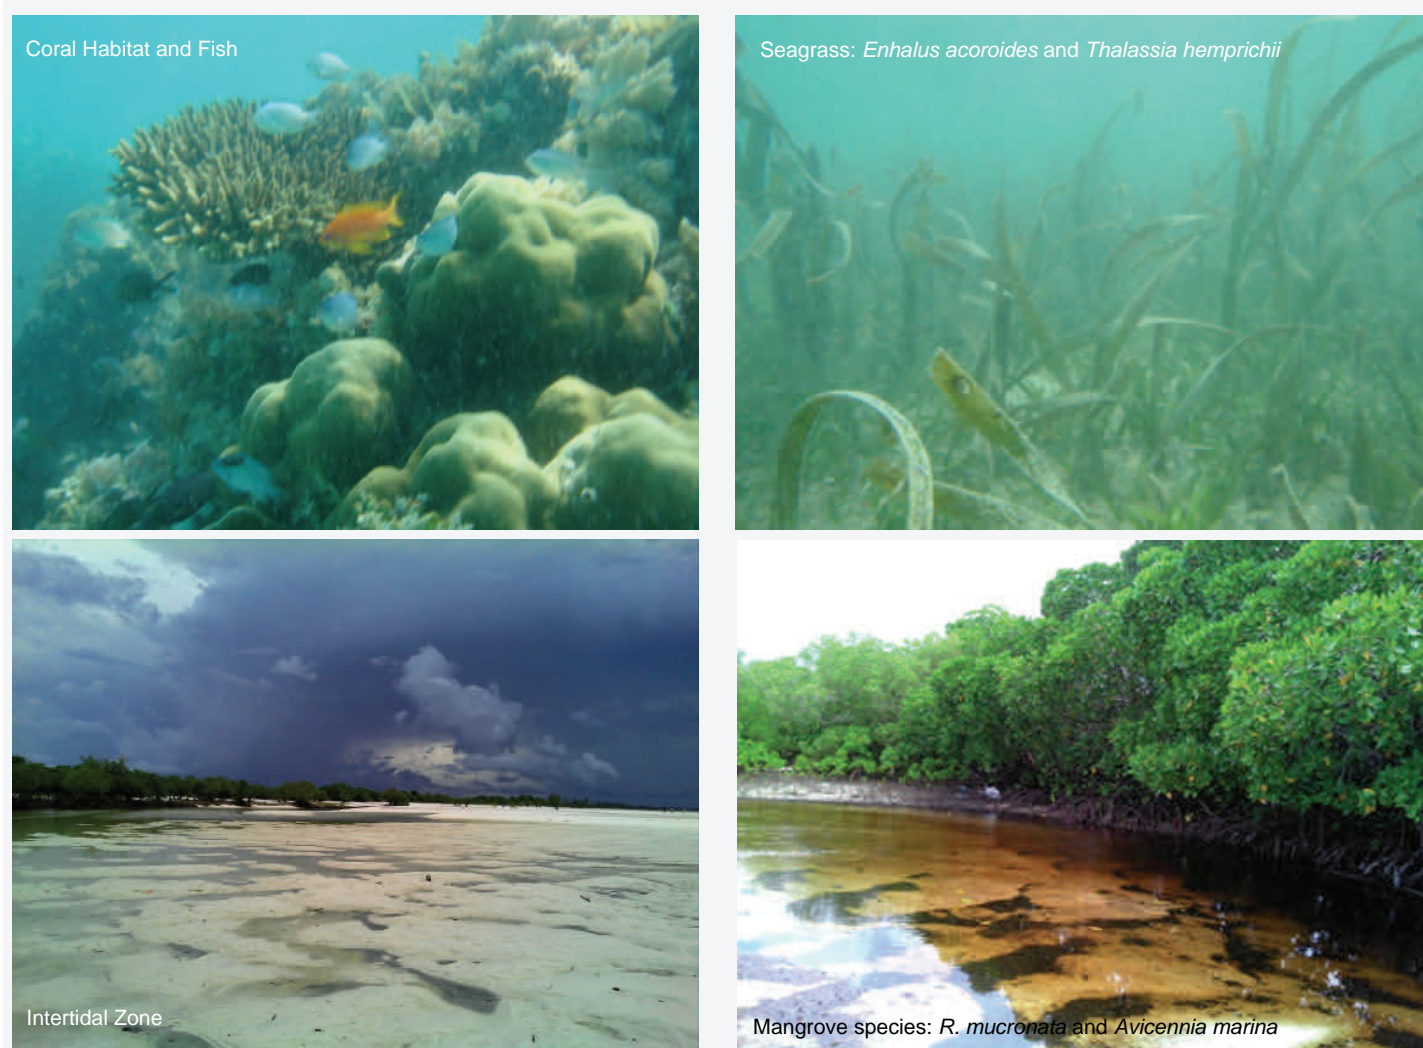 Coral Habitat and Fish
Seagrass: Enhalus acoroides and Thalassia hemprichii
Intertidal Zone
Mangrove species: R. mucronata and Avicennia marina